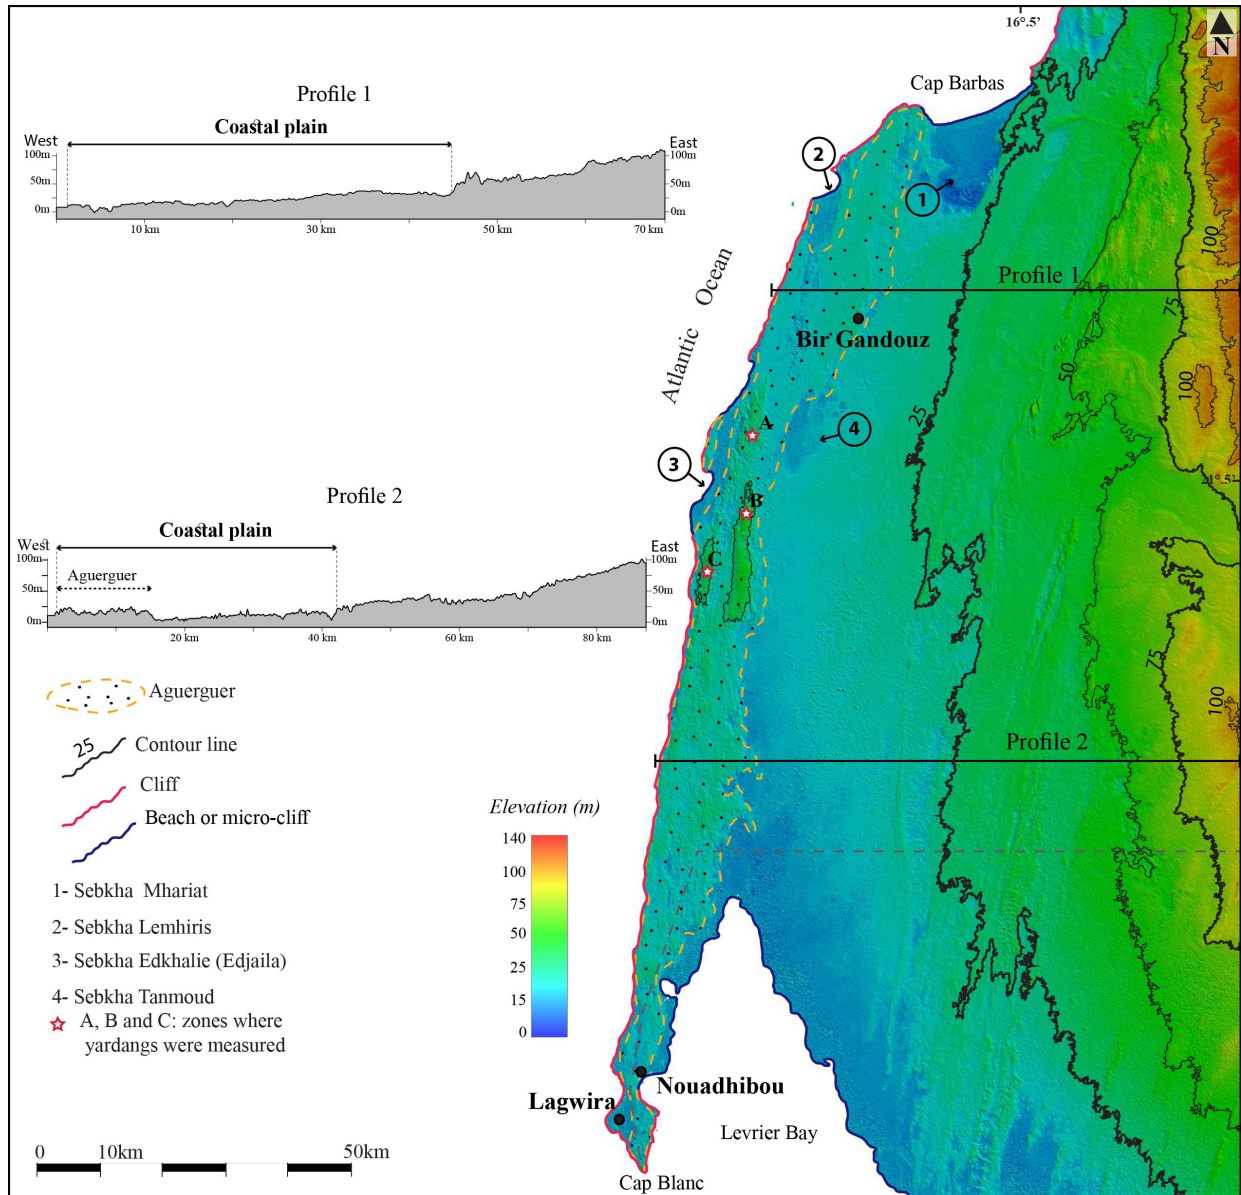 16°.5'
N
Cap Barbas
Profile 1
Coastal plain
West
East
100m
50m
0m
100m
50m
0m
10 km
30 km
50 km
70 km
2
1
100
Profile 1
75
Bir Gandouz
Atlantic Ocean
50
100
25
A
4
3
21°.5'
B
C
Profile 2
Coastal plain
West
East
100m
50m
0m
Aguerguer
100m
50m
0m
20 km
40 km
60 km
80 km
75
100
Profile 2
Aguerguer
25
Contour line
Cliff
Beach or micro-cliff
1- Sebkha Mhariat
2- Sebkha Lemhiris
3- Sebkha Edkhalie (Edjaila)
4- Sebkha Tanmoud
A, B and C: zones where
yardangs were measured
Elevation (m)
140
100
75
50
25
15
0
Nouadhibou
Lagwira
Levrier Bay
Cap Blanc
0
10km
50km